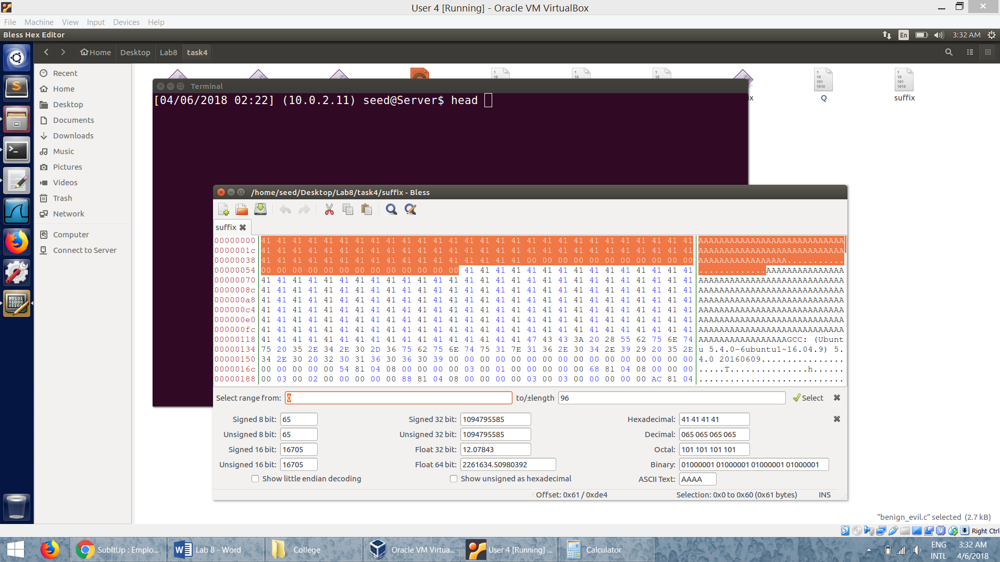 User 4 [Running] - Oracle VM VirtualBox
File Machine View Input Devices Help
Bless Hex Editor
En 3:32 AM
Home Desktop Lab8 task4
Recent
Home
Desktop
Documents
Downloads
Music
Pictures
Videos
Trash
Network
Computer
Connect to Server
ix Q suffix
Terminal
[04/06/2018 02:22] (10.0.2.11) seed@Server$ head
/home/seed/Desktop/Lab8/task4/suffix - Bless
suffix
00000000 41 41 41 41 41 41 41 41 41 41 41 41 41 41 41 41 41 41 41 41 41 41 41 41 41 41 41 41 AAAAAAAAAAAAAAAAAAAAAAAAAAAA
0000001c 41 41 41 41 41 41 41 41 41 41 41 41 41 41 41 41 41 41 41 41 41 41 41 41 41 41 41 41 AAAAAAAAAAAAAAAAAAAAAAAAAAAA
00000038 41 41 41 41 41 41 41 41 41 41 41 41 41 41 41 41 41 00 00 00 00 00 00 00 00 00 00 00 AAAAAAAAAAAAAAAAA...........
00000054 00 00 00 00 00 00 00 00 00 00 00 00 00 41 41 41 41 41 41 41 41 41 41 41 41 41 41 41 .............AAAAAAAAAAAAAAA
00000070 41 41 41 41 41 41 41 41 41 41 41 41 41 41 41 41 41 41 41 41 41 41 41 41 41 41 41 41 AAAAAAAAAAAAAAAAAAAAAAAAAAAA
0000008c 41 41 41 41 41 41 41 41 41 41 41 41 41 41 41 41 41 41 41 41 41 41 41 41 41 41 41 41 AAAAAAAAAAAAAAAAAAAAAAAAAAAA
000000a8 41 41 41 41 41 41 41 41 41 41 41 41 41 41 41 41 41 41 41 41 41 41 41 41 41 41 41 41 AAAAAAAAAAAAAAAAAAAAAAAAAAAA
000000c4 41 41 41 41 41 41 41 41 41 41 41 41 41 41 41 41 41 41 41 41 41 41 41 41 41 41 41 41 AAAAAAAAAAAAAAAAAAAAAAAAAAAA
000000e0 41 41 41 41 41 41 41 41 41 41 41 41 41 41 41 41 41 41 41 41 41 41 41 41 41 41 41 41 AAAAAAAAAAAAAAAAAAAAAAAAAAAA
000000fc 41 41 41 41 41 41 41 41 41 41 41 41 41 41 41 41 41 41 41 41 41 41 41 41 41 41 41 41 AAAAAAAAAAAAAAAAAAAAAAAAAAAA
00000118 41 41 41 41 41 41 41 41 41 41 41 41 41 41 41 41 41 47 43 43 3A 20 28 55 62 75 6E 74 AAAAAAAAAAAAAAAAAGCC: (Ubunt
00000134 75 20 35 2E 34 2E 30 2D 36 75 62 75 6E 74 75 31 7E 31 36 2E 30 34 2E 39 29 20 35 2E u 5.4.0-6ubuntu1~16.04.9) 5.
00000150 34 2E 30 20 32 30 31 36 30 36 30 39 00 00 00 00 00 00 00 00 00 00 00 00 00 00 00 00 4.0 20160609................
0000016c 00 00 00 00 00 54 81 04 08 00 00 00 00 03 00 01 00 00 00 00 00 68 81 04 08 00 00 00 .....T...............h......
00000188 00 03 00 02 00 00 00 00 00 88 81 04 08 00 00 00 00 03 00 03 00 00 00 00 00 AC 81 04 ............................
Select range from: 0 to/±length 96 Select
Signed 8 bit: 65 Signed 32 bit: 1094795585 Hexadecimal: 41 41 41 41
Unsigned 8 bit: 65 Unsigned 32 bit: 1094795585 Decimal: 065 065 065 065
Signed 16 bit: 16705 Float 32 bit: 12.07843 Octal: 101 101 101 101
Unsigned 16 bit: 16705 Float 64 bit: 2261634.50980392 Binary: 01000001 01000001 01000001 01000001
Show little endian decoding Show unsigned as hexadecimal ASCII Text: AAAA
Offset: 0x61 / 0xde4 Selection: 0x0 to 0x60 (0x61 bytes) INS
“benign_evil.c” selected (2.7 kB)
Right Ctrl
SubItUp : Emplo... Lab 8 - Word College Oracle VM Virtua... User 4 [Running] ... Calculator
ENG 3:32 AM
INTL 4/6/2018